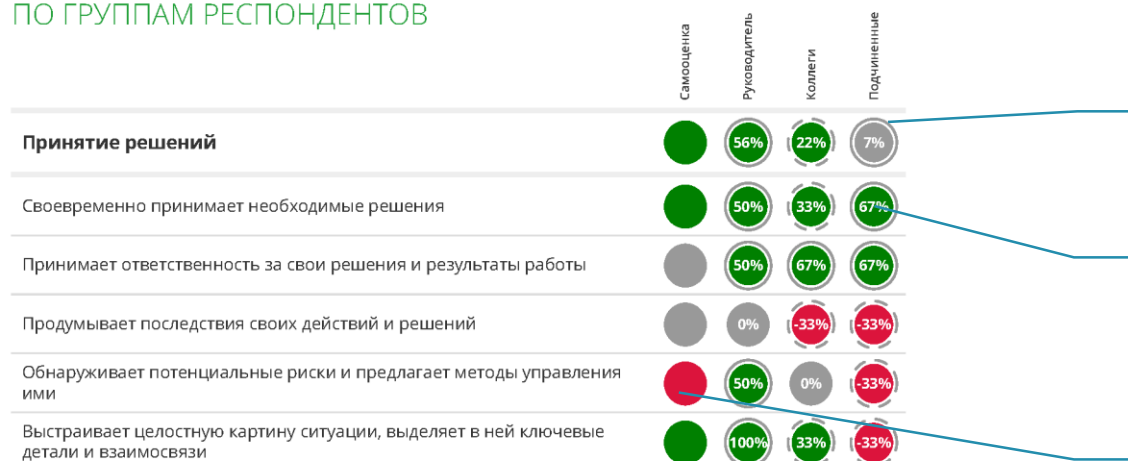 ПО ГРУППАМ РЕСПОНДЕНТОВ
Самооценка
Руководитель
Коллеги
Подчиненные
Принятие решений 56% 22% 7%
Своевременно принимает необходимые решения 50% 33% 67%
Принимает ответственность за свои решения и результаты работы 50% 67% 67%
Продумывает последствия своих действий и решений 0% -33% -33%
Обнаруживает потенциальные риски и предлагает методы управления
ими 50% 0% -33%
Выстраивает целостную картину ситуации, выделяет в ней ключевые
детали и взаимосвязи 100% 33% -33%